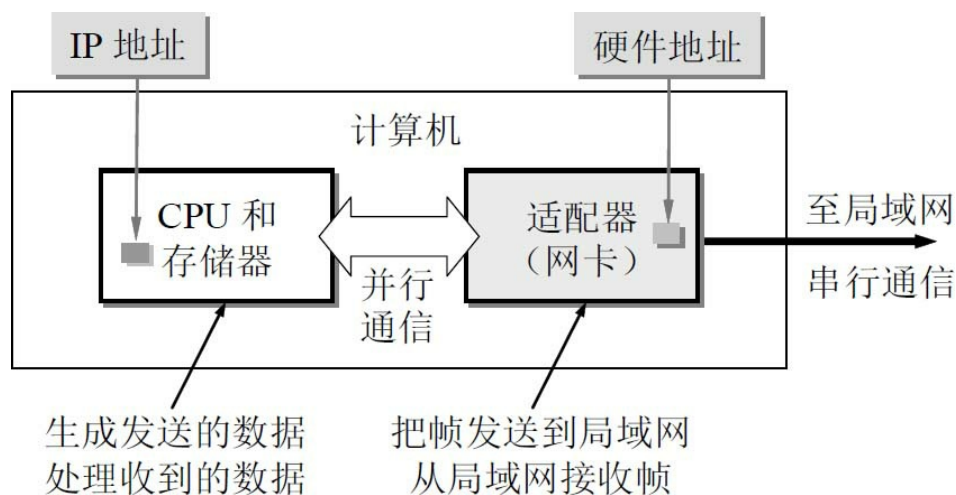 IP 地址
硬件地址
计算机
CPU 和
存储器
适配器
（网卡）
并行
通信
至局域网
串行通信
生成发送的数据
处理收到的数据
把帧发送到局域网
从局域网接收帧